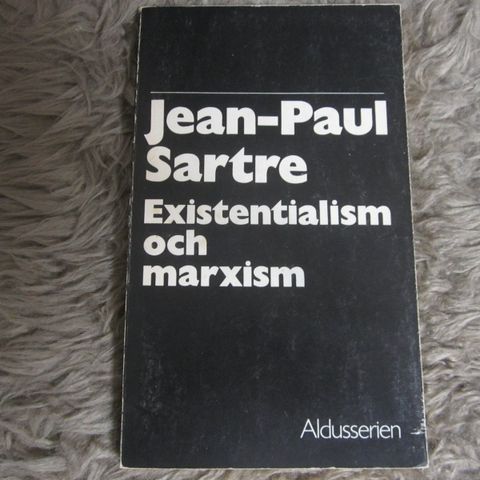 Jean-Paul
Sartre
Existentialism
och
marxism
Aldusserien